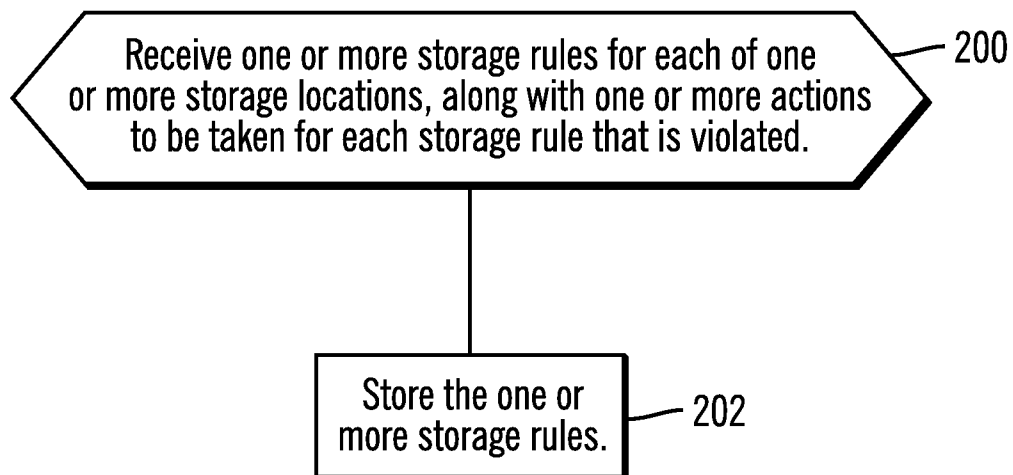 Receive one or more storage rules for each of one
or more storage locations, along with one or more actions
to be taken for each storage rule that is violated.
200
Store the one or
more storage rules.
202